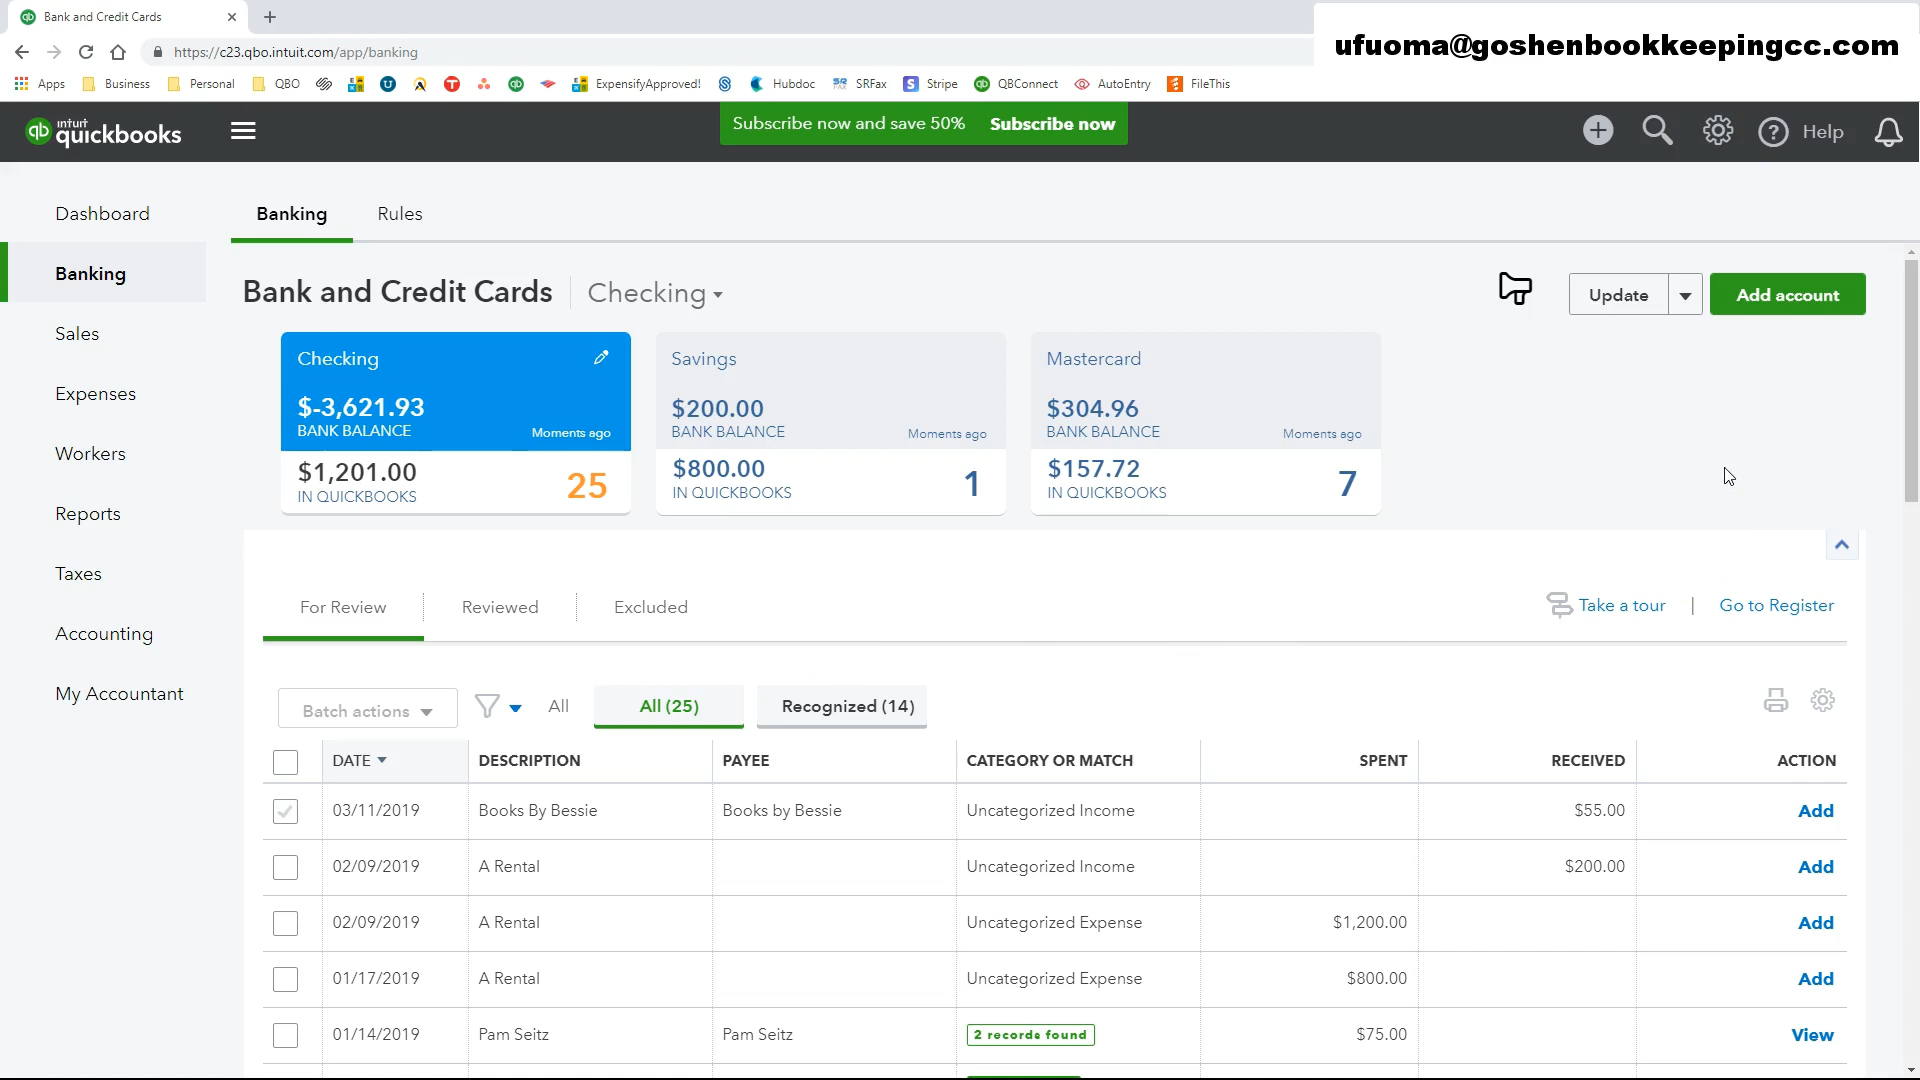 Bank and Credit Cards
https://c23.qbo.intuit.com/app/banking
ufuoma@goshenbookkeepingcc.com
Apps Business Personal QBO ExpensifyApproved! Hubdoc SRFax Stripe QBConnect AutoEntry FileThis
intuit
quickbooks
Subscribe now and save 50% Subscribe now
Help
Dashboard
Banking
Sales
Expenses
Workers
Reports
Taxes
Accounting
My Accountant
Banking Rules
Bank and Credit Cards Checking
Update Add account
Checking
$-3,621.93
BANK BALANCE Moments ago
$1,201.00
IN QUICKBOOKS 25
Savings
$200.00
BANK BALANCE Moments ago
$800.00
IN QUICKBOOKS 1
Mastercard
$304.96
BANK BALANCE Moments ago
$157.72
IN QUICKBOOKS 7
For Review Reviewed Excluded Take a tour | Go to Register
Batch actions All All (25) Recognized (14)
DATE DESCRIPTION PAYEE CATEGORY OR MATCH SPENT RECEIVED ACTION
03/11/2019 Books By Bessie Books by Bessie Uncategorized Income $55.00 Add
02/09/2019 A Rental Uncategorized Income $200.00 Add
02/09/2019 A Rental Uncategorized Expense $1,200.00 Add
01/17/2019 A Rental Uncategorized Expense $800.00 Add
01/14/2019 Pam Seitz Pam Seitz 2 records found $75.00 View